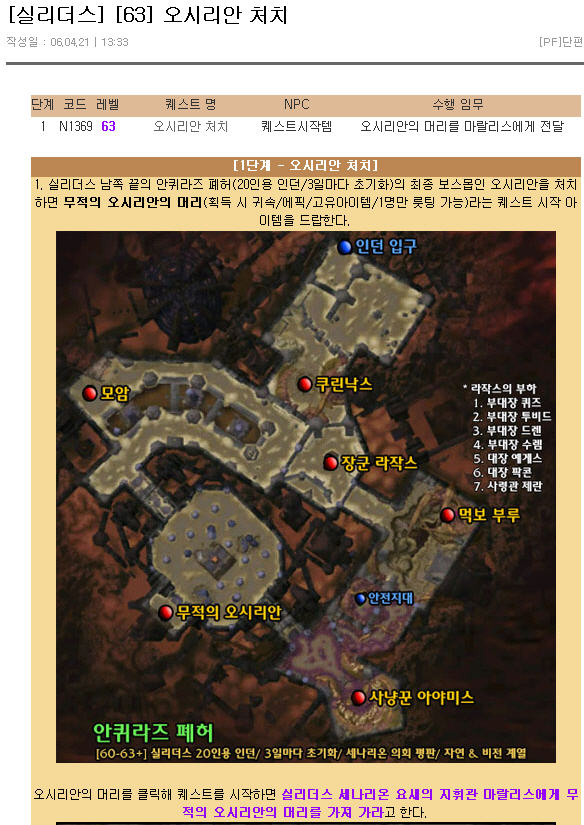 [실리더스] [63] 오시리안 처치
작성일 : 06,04,21 | 13:33 [PF]단편
단계 코드 레벨 퀘스트 명 NPC 수행 임무
1 N1369 63 오시리안 처치 퀘스트시작템 오시리안의 머리를 마랄리스에게 전달
[1단계 - 오시리안 처치]
1. 실리더스 남쪽 끝의 안퀴라즈 폐허(20인용 인던/3일마다 초기화)의 최종 보스몹인 오시리안을 처치
하면 무적의 오시리안의 머리(획득 시 귀속/에픽/고유아이템/1명만 룻팅 가능)라는 퀘스트 시작 아
이템을 드랍한다.
인던 입구
쿠린낙스
모암
* 라작스의 부하
1. 부대장 퀴즈
2. 부대장 투비드
3. 부대장 드렌
4. 부대장 수렘
5. 대장 예게스
6. 대장 팍콘
7. 사령관 제란
장군 라작스
먹보 부루
안전지대
무적의 오시리안
사냥꾼 아야미스
안퀴라즈 폐허
[60-63+] 실리더스 20인용 인던/ 3일마다 초기화/ 세나리온 의회 평판/ 자연 & 비전 계열
오시리안의 머리를 클릭해 퀘스트를 시작하면 실리더스 세나리온 요새의 지휘관 마랄리스에게 무
적의 오시리안의 머리를 가져 가라고 한다.